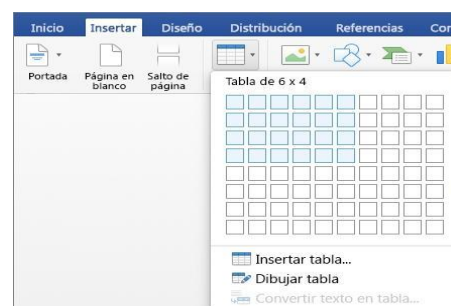 Inicio Insertar Diseño Distribución Referencias Cor
Portada Página en blanco Salto de página
Tabla de 6 x 4
Insertar tabla...
Dibujar tabla
Convertir texto en tabla...